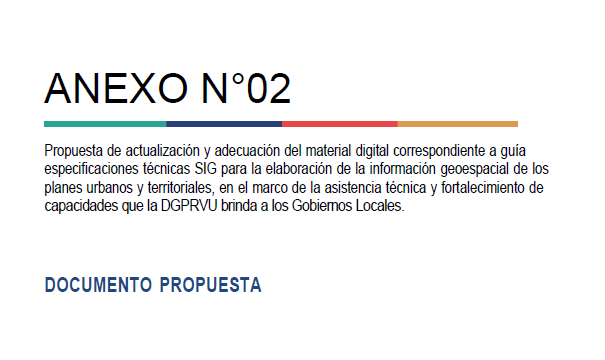 ANEXO N°02
Propuesta de actualización y adecuación del material digital correspondiente a guía
especificaciones técnicas SIG para la elaboración de la información geoespacial de los
planes urbanos y territoriales, en el marco de la asistencia técnica y fortalecimiento de
capacidades que la DGPRVU brinda a los Gobiernos Locales.
DOCUMENTO PROPUESTA